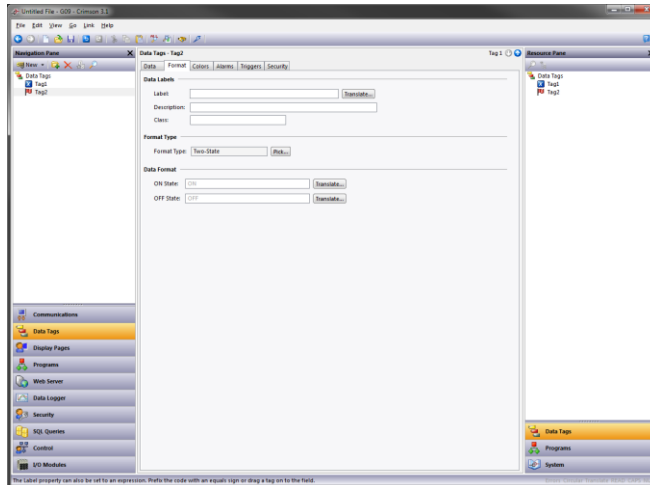 Untitled File - G09 - Crimson 3.1
File Edit View Go Link Help
Navigation Pane
New
Data Tags
Tag1
Tag2
Communications
Data Tags
Display Pages
Programs
Web Server
Data Logger
Security
SQL Queries
Control
I/O Modules
Data Tags - Tag2
Data Format Colors Alarms Triggers Security
Data Labels
Label: Translate...
Description:
Class:
Format Type
Format Type: Two-State Pick...
Data Format
ON State: ON Translate...
OFF State: OFF Translate...
Resource Pane
Data Tags
Tag1
Tag2
Data Tags
Programs
System
The Label property can also be set to an expression. Prefix the code with an equals sign or drag a tag on to the field.